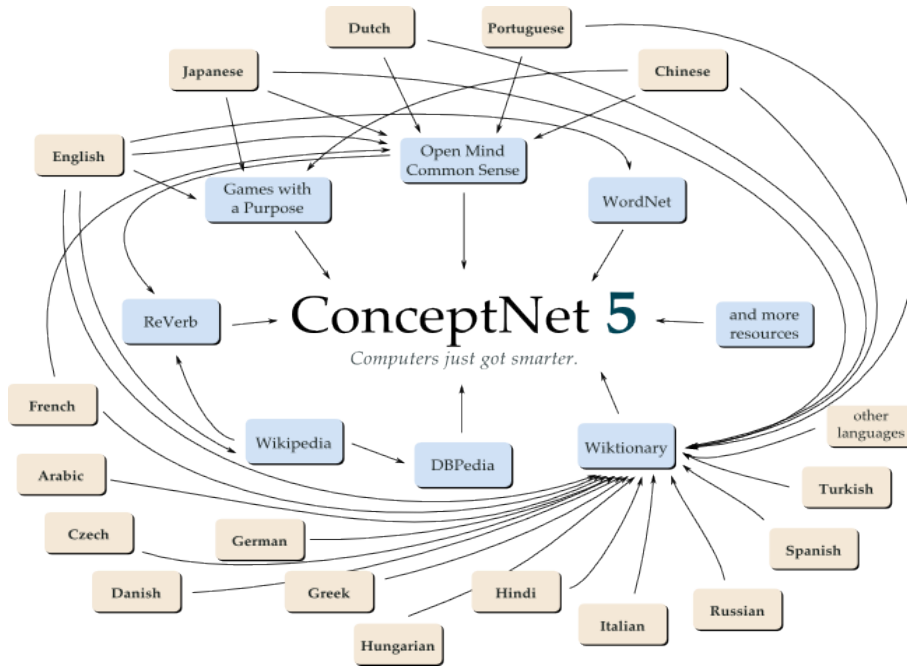 Dutch
Portuguese
Japanese
Chinese
English
Open Mind
Common Sense
Games with
a Purpose
WordNet
ReVerb
ConceptNet 5
Computers just got smarter.
and more
resources
French
Wikipedia
DBPedia
Wiktionary
other
languages
Arabic
Turkish
Czech
German
Spanish
Danish
Greek
Hindi
Russian
Italian
Hungarian